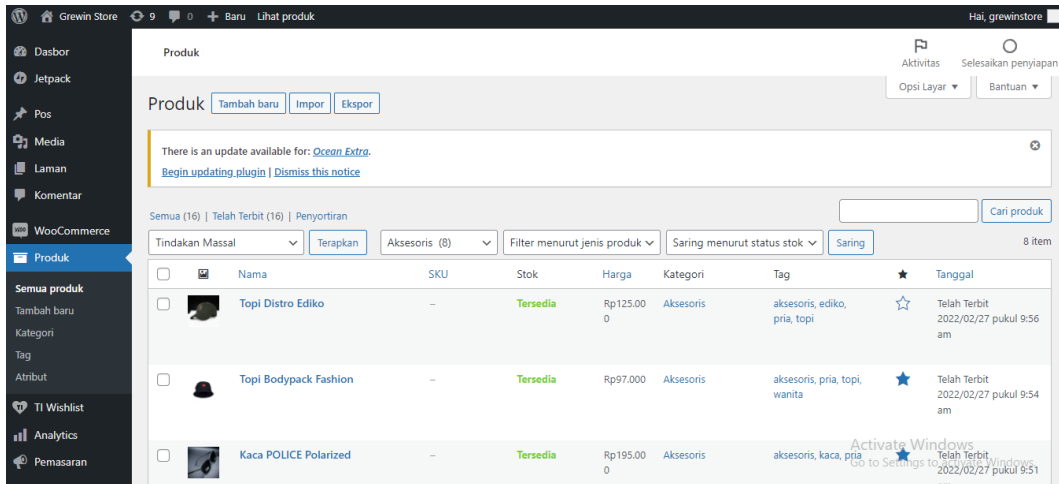 Grewin Store 9 0 + Baru Lihat produk Hai, grewinstore
Dasbor
Jetpack
Pos
Media
Laman
Komentar
WooCommerce
Produk
Semua produk
Tambah baru
Kategori
Tag
Atribut
TI Wishlist
Analytics
Pemasaran
Produk
Aktivitas
Selesaikan penyiapan
Opsi Layar ▼ Bantuan ▼
Produk Tambah baru Impor Ekspor
There is an update available for: Ocean Extra.
Begin updating plugin | Dismiss this notice
Semua (16) | Telah Terbit (16) | Penyortiran
Cari produk
Tindakan Massal Terapkan Aksesoris (8) Filter menurut jenis produk Saring menurut status stok Saring 8 item
Nama SKU Stok Harga Kategori Tag ★ Tanggal
Topi Distro Ediko – Tersedia Rp125.00 Aksesoris aksesoris, ediko, Telah Terbit
0 pria, topi 2022/02/27 pukul 9:56
am
Topi Bodypack Fashion – Tersedia Rp97.000 Aksesoris aksesoris, pria, topi, Telah Terbit
wanita 2022/02/27 pukul 9:54
am
Kaca POLICE Polarized – Tersedia Rp195.00 Aksesoris aksesoris, kaca, pria Telah Terbit
0 2022/02/27 pukul 9:51
Activate Windows
Go to Settings to activate Windows.